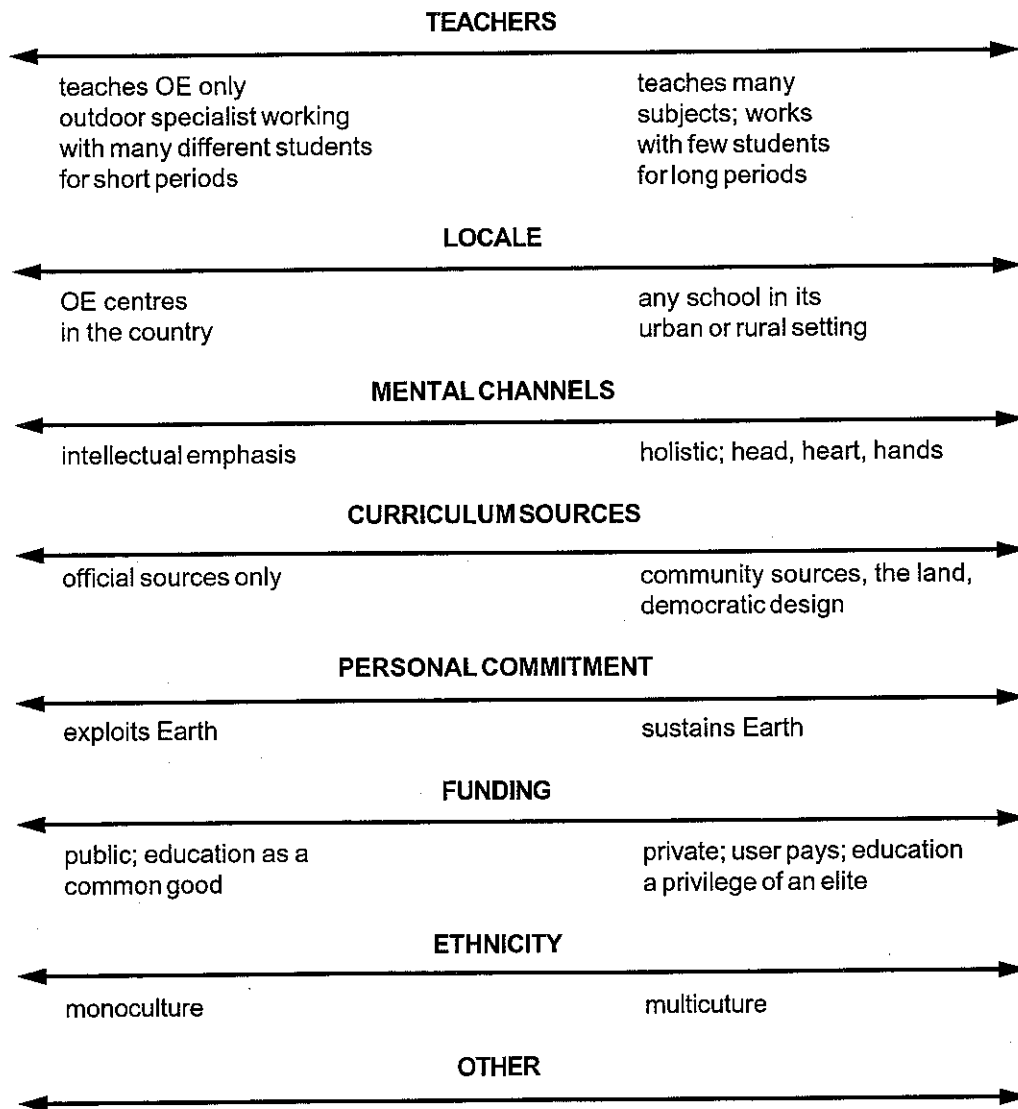 TEACHERS
teaches OE only
outdoor specialist working
with many different students
for short periods
teaches many
subjects; works
with few students
for long periods
LOCALE
OE centres
in the country
any school in its
urban or rural setting
MENTAL CHANNELS
intellectual emphasis
holistic; head, heart, hands
CURRICULUM SOURCES
official sources only
community sources, the land,
democratic design
PERSONAL COMMITMENT
exploits Earth
sustains Earth
FUNDING
public; education as a
common good
private; user pays; education
a privilege of an elite
ETHNICITY
monoculture
multicuture
OTHER